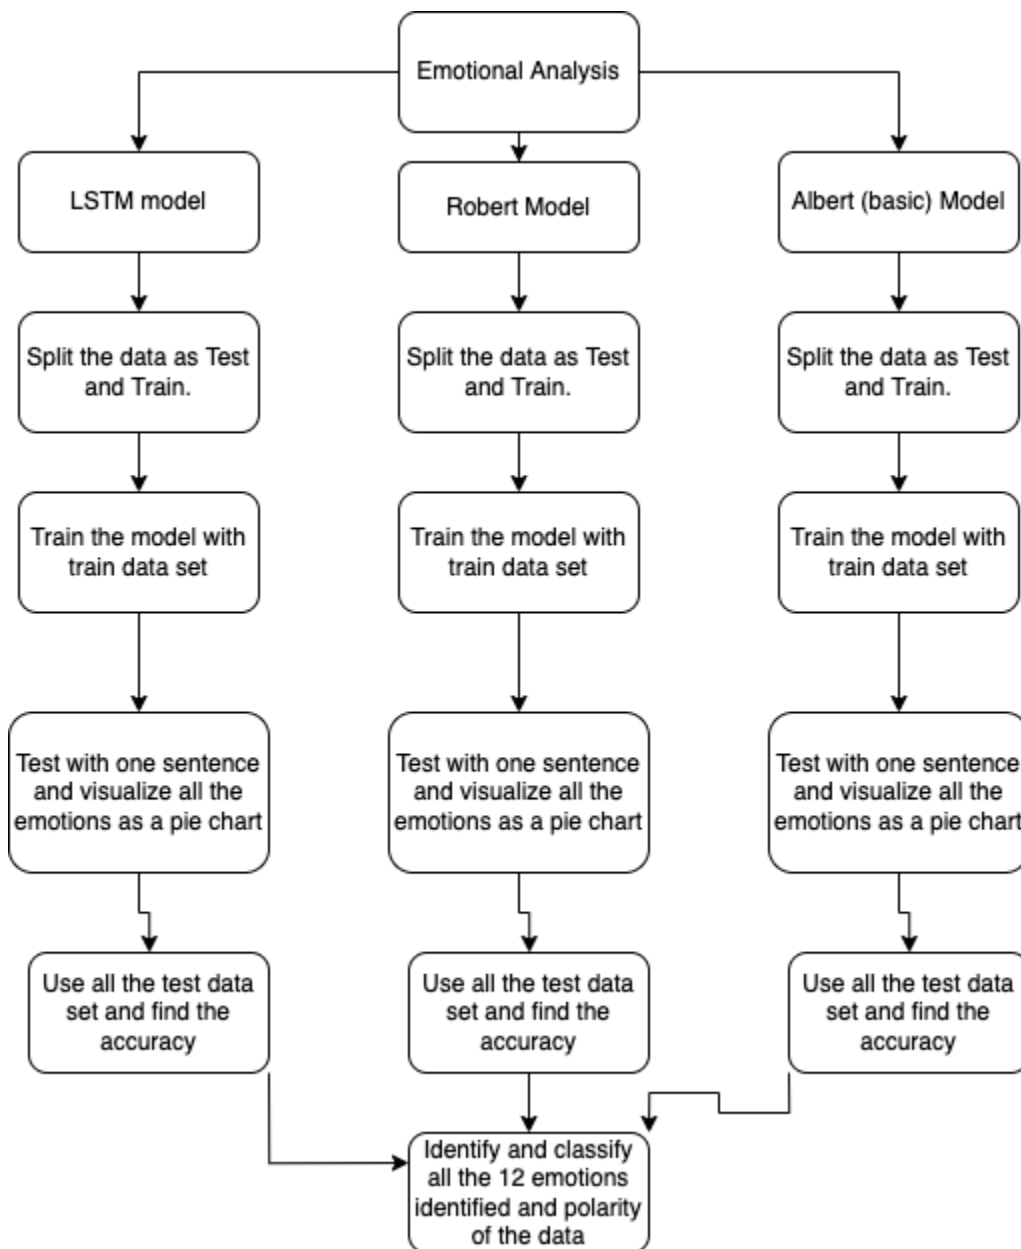 Emotional Analysis
LSTM model
Robert Model
Albert (basic) Model
Split the data as Test
and Train.
Split the data as Test
and Train.
Split the data as Test
and Train.
Train the model with
train data set
Train the model with
train data set
Train the model with
train data set
Test with one sentence
and visualize all the
emotions as a pie chart
Test with one sentence
and visualize all the
emotions as a pie chart
Test with one sentence
and visualize all the
emotions as a pie chart
Use all the test data
set and find the
accuracy
Use all the test data
set and find the
accuracy
Use all the test data
set and find the
accuracy
Identify and classify
all the 12 emotions
identified and polarity
of the data